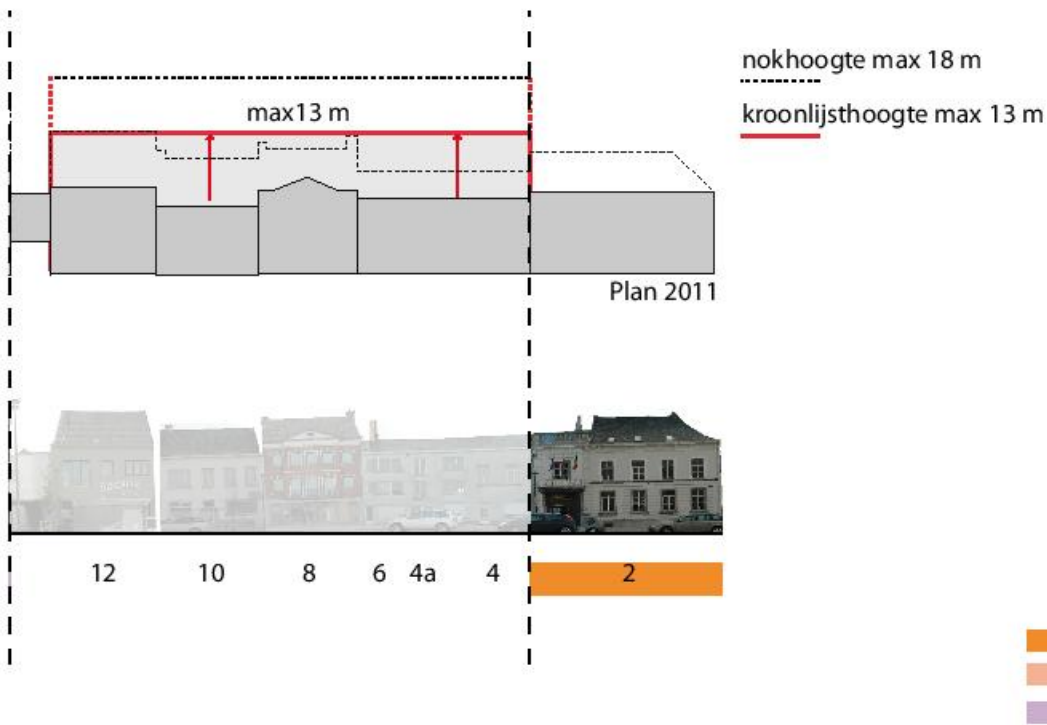 nokhoogte max 18 m
max13 m
kroonlijsthoogte max 13 m
Plan 2011
12 10 8 6 4a 4 2